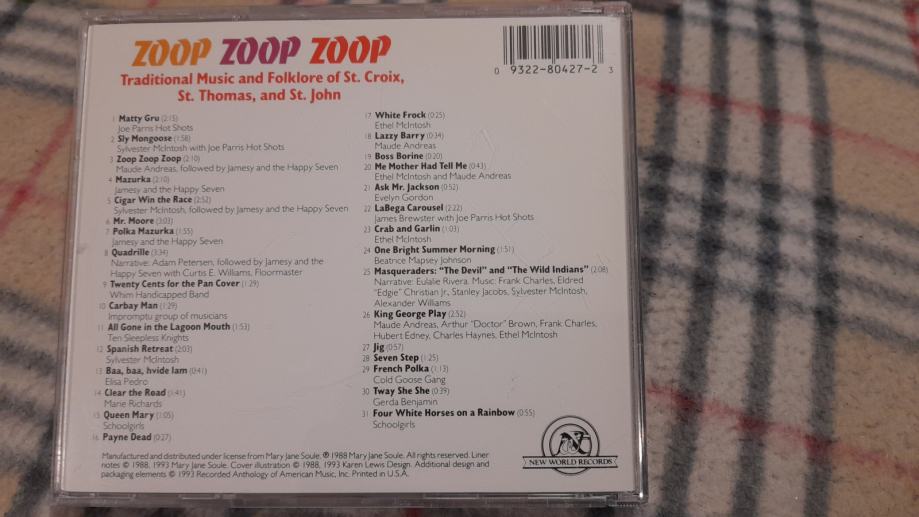 ZOOP ZOOP ZOOP
Traditional Music and Folklore of St. Croix,
St. Thomas, and St. John
0 9322-80427-2 3
1 Matty Gru (2:15)
Joe Parris Hot Shots
2 Sly Mongoose (1:58)
Sylvester McIntosh with Joe Parris Hot Shots
3 Zoop Zoop Zoop (2:10)
Maude Andreas, followed by Jamesy and the Happy Seven
4 Mazurka (2:10)
Jamesy and the Happy Seven
5 Cigar Win the Race (2:52)
Sylvester McIntosh, followed by Jamesy and the Happy Seven
6 Mr. Moore (3:03)
7 Polka Mazurka (1:55)
Jamesy and the Happy Seven
8 Quadrille (3:34)
Narrative: Adam Petersen, followed by Jamesy and the
Happy Seven with Curtis E. Williams, Floormaster
9 Twenty Cents for the Pan Cover (1:29)
Whim Handicapped Band
10 Carbay Man (1:29)
Impromptu group of musicians
11 All Gone in the Lagoon Mouth (1:53)
Ten Sleepless Knights
12 Spanish Retreat (2:03)
Sylvester McIntosh
13 Baa, baa, hvide lam (0:41)
Elisa Pedro
14 Clear the Road (1:41)
Marie Richards
15 Queen Mary (1:05)
Schoolgirls
16 Payne Dead (0:27)
17 White Frock (0:25)
Ethel McIntosh
18 Lazzy Barry (0:34)
Maude Andreas
19 Boss Borine (0:20)
20 Me Mother Had Tell Me (0:43)
Ethel McIntosh and Maude Andreas
21 Ask Mr. Jackson (0:52)
Evelyn Gordon
22 LaBega Carousel (2:22)
James Brewster with Joe Parris Hot Shots
23 Crab and Garlin (1:03)
Ethel McIntosh
24 One Bright Summer Morning (1:51)
Beatrice Mapsey Johnson
25 Masqueraders: "The Devil" and "The Wild Indians" (2:08)
Narrative: Eulalie Rivera. Music: Frank Charles, Eldred
"Edgie" Christian Jr., Stanley Jacobs, Sylvester McIntosh,
Alexander Williams
26 King George Play (2:52)
Maude Andreas, Arthur "Doctor" Brown, Frank Charles,
Hubert Edney, Charles Haynes, Ethel McIntosh
27 Jig (0:57)
28 Seven Step (1:25)
29 French Polka (1:13)
Cold Goose Gang
30 Tway She She (0:39)
Gerda Benjamin
31 Four White Horses on a Rainbow (0:55)
Schoolgirls
Manufactured and distributed under license from Mary Jane Soule. ℗ 1988 Mary Jane Soule. All rights reserved. Liner
notes © 1988, 1993 Mary Jane Soule. Cover illustration © 1988, 1993 Karen Lewis Design. Additional design and
packaging elements © 1993 Recorded Anthology of American Music, Inc. Printed in U.S.A.
NEW WORLD RECORDS